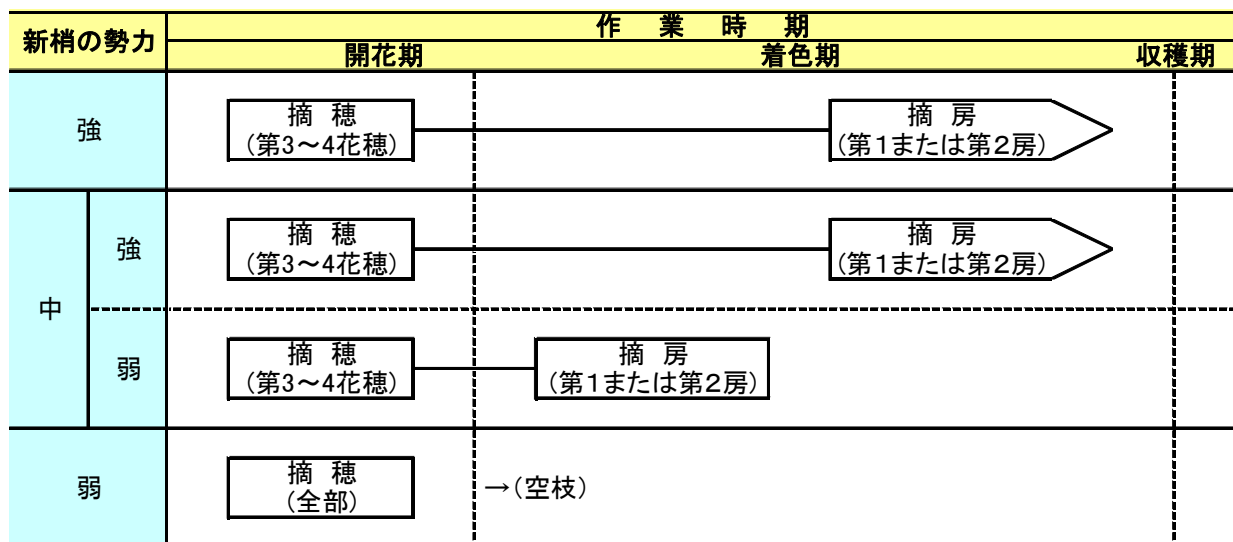 新梢の勢力
作　業　時　期
開花期　着色期　収穫期
強
摘　穂
(第3～4花穂)
摘　房
(第１または第２房)
中
強
摘　穂
(第3～4花穂)
摘　房
(第１または第２房)
弱
摘　穂
(第3～4花穂)
摘　房
(第１または第２房)
弱
摘　穂
(全部)
→(空枝)